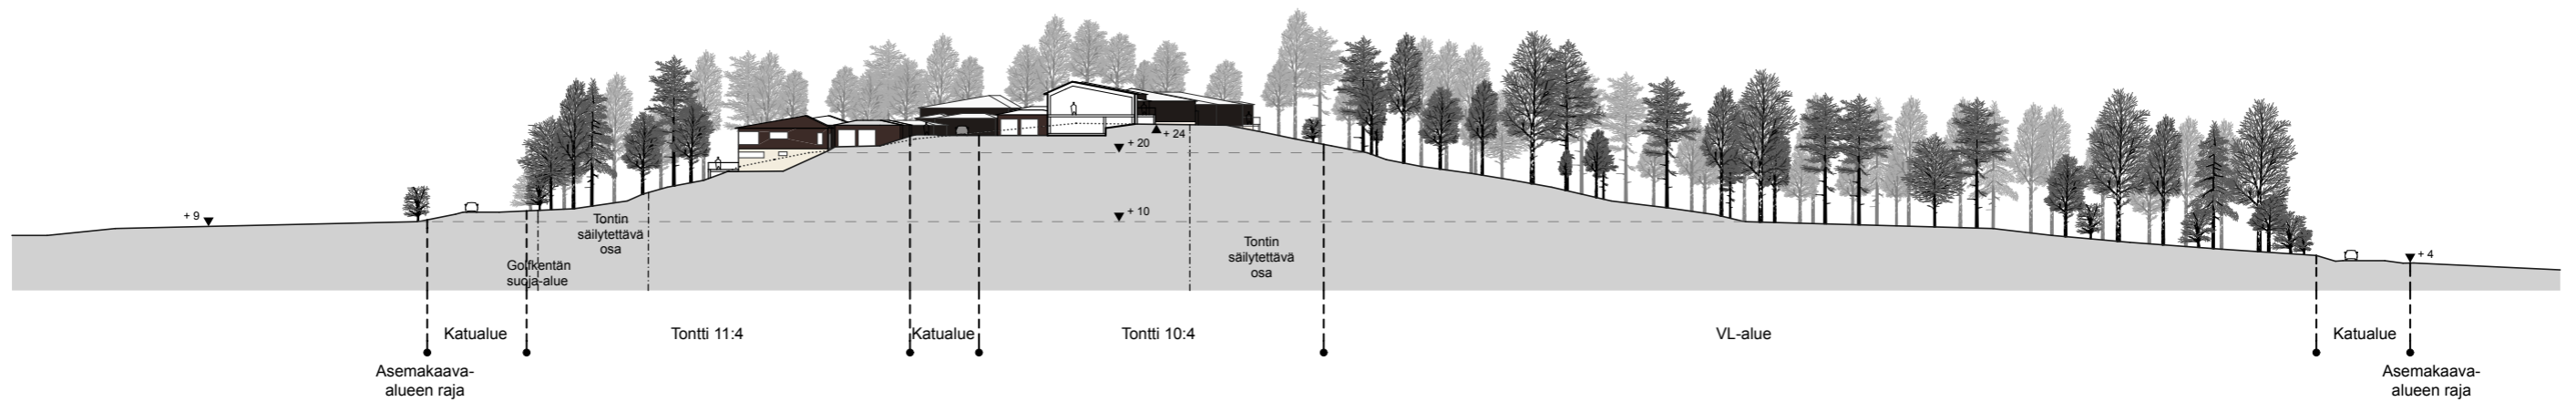 + 24
+ 20
+ 9
+ 10
Tontin
säilytettävä
osa
Golfkentän
suoja-alue
Tontin
säilytettävä
osa
+ 4
Katualue
Tontti 11:4
Katualue
Tontti 10:4
VL-alue
Katualue
Asemakaava-
alueen raja
Asemakaava-
alueen raja